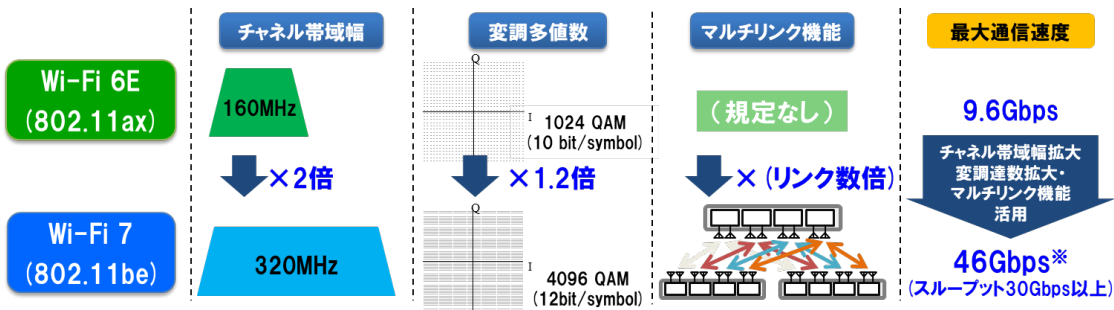 チャネル帯域幅
変調多値数
マルチリンク機能
最大通信速度
Wi-Fi 6E
(802.11ax)
160MHz
Q
I
1024 QAM
(10 bit/symbol)
(規定なし)
9.6Gbps
×2倍
×1.2倍
×(リンク数倍)
チャネル帯域幅拡大
変調達数拡大・
マルチリンク機能
活用
Wi-Fi 7
(802.11be)
320MHz
Q
I
4096 QAM
(12bit/symbol)
46Gbps※
(スループット30Gbps以上)